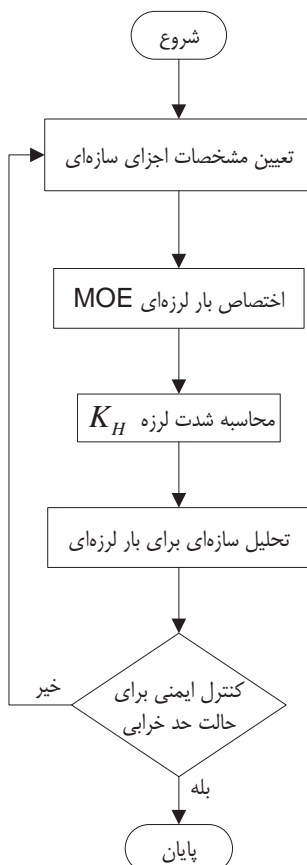 شروع
تعیین مشخصات اجزای سازه‌ای
اختصاص بار لرزه‌ای MOE
محاسبه شدت لرزه K_H
تحلیل سازه‌ای برای بار لرزه‌ای
کنترل ایمنی برای
حالت حد خرابی
خیر
بله
پایان